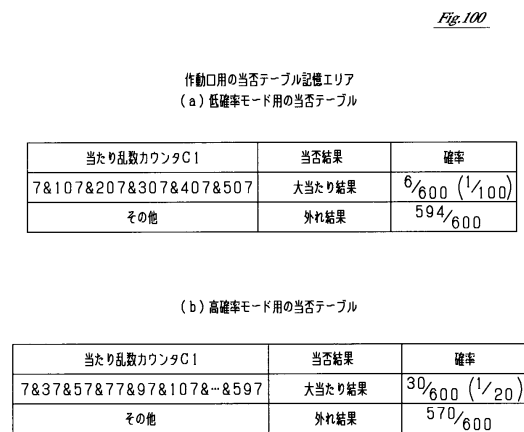 Fig.100
作動口用の当否テーブル記憶エリア
(a)低確率モード用の当否テーブル
当たり乱数カウンタC1 当否結果 確率
7&107&207&307&407&507 大当たり結果 6/600 (1/100)
その他 外れ結果 594/600
(b)高確率モード用の当否テーブル
当たり乱数カウンタC1 当否結果 確率
7&37&57&77&97&107&…&597 大当たり結果 30/600 (1/20)
その他 外れ結果 570/600